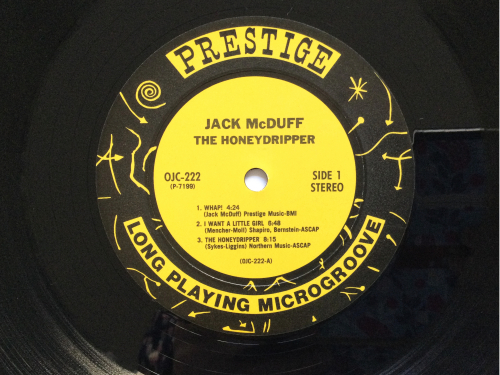 PRESTIGE
JACK McDUFF
THE HONEYDRIPPER
OJC-222
(P-7199)
SIDE 1
STEREO
1. WHAP! 4:24
(Jack McDuff) Prestige Music-BMI
2. I WANT A LITTLE GIRL 6:48
(Mencher-Moll) Shapiro, Bernstein-ASCAP
3. THE HONEYDRIPPER 8:15
(Sykes-Liggins) Northern Music-ASCAP
(OJC-222-A)
LONG PLAYING MICROGROOVE